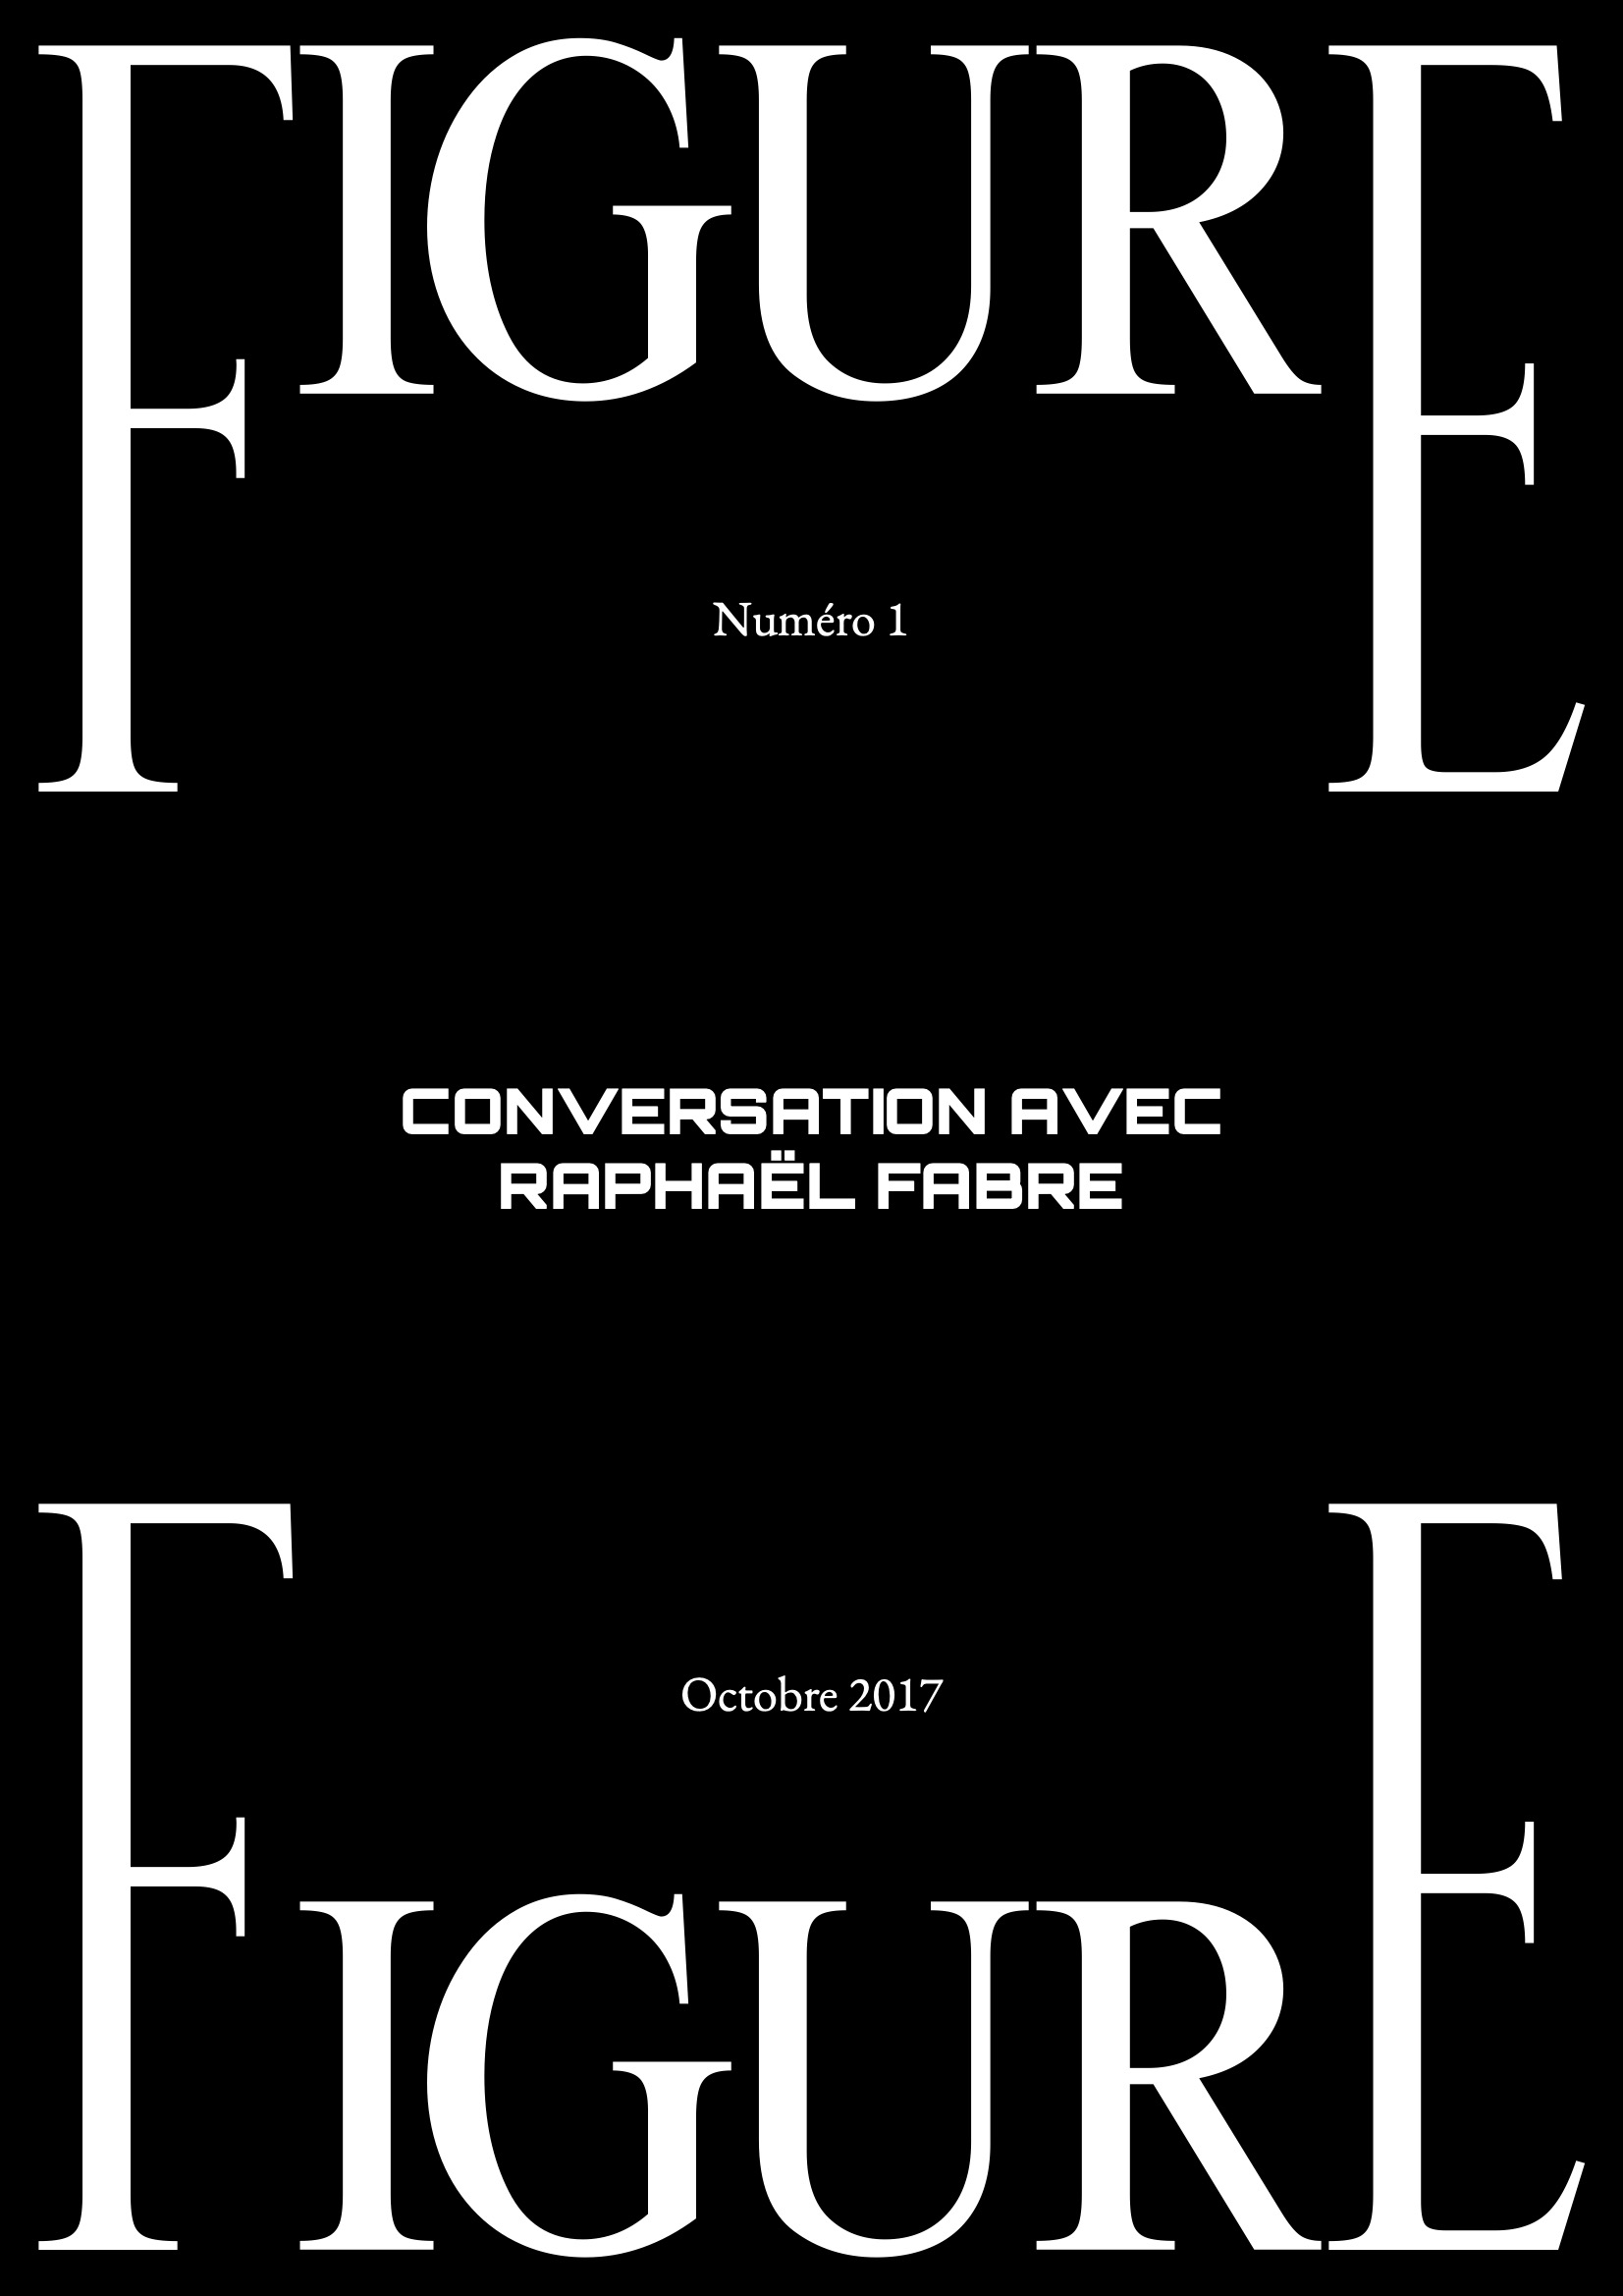 FIGURE
Numéro 1
CONVERSATION AVEC
RAPHAËL FABRE
Octobre 2017
FIGURE